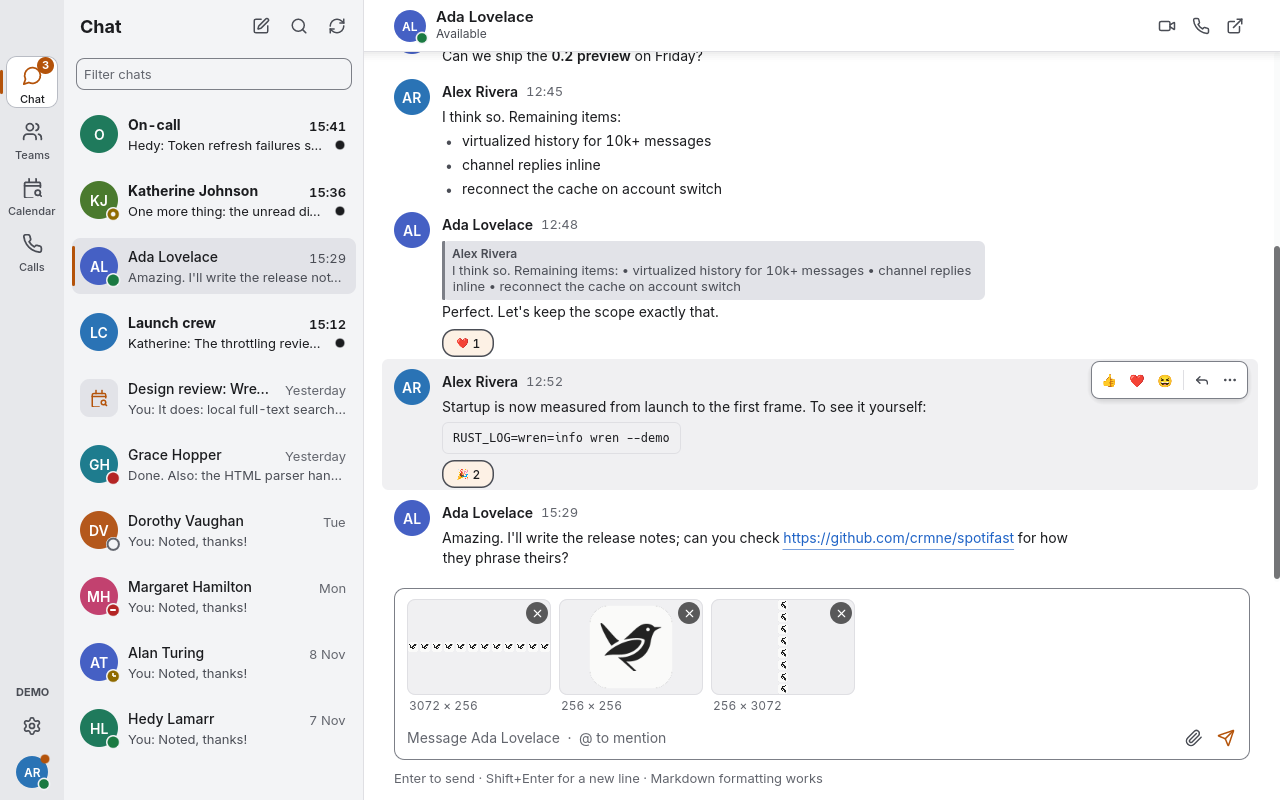 Chat
Filter chats
3
Chat
Teams
Calendar
Calls
DEMO
AR
O
On-call
15:41
Hedy: Token refresh failures s...
KJ
Katherine Johnson
15:36
One more thing: the unread di...
AL
Ada Lovelace
15:29
Amazing. I'll write the release not...
LC
Launch crew
15:12
Katherine: The throttling revie...
Design review: Wre...
Yesterday
You: It does: local full-text search...
GH
Grace Hopper
Yesterday
Done. Also: the HTML parser han...
DV
Dorothy Vaughan
Tue
You: Noted, thanks!
MH
Margaret Hamilton
Mon
You: Noted, thanks!
AT
Alan Turing
8 Nov
You: Noted, thanks!
HL
Hedy Lamarr
7 Nov
You: Noted, thanks!
AL
Ada Lovelace
Available
Can we ship the 0.2 preview on Friday?
AR
Alex Rivera 12:45
I think so. Remaining items:
• virtualized history for 10k+ messages
• channel replies inline
• reconnect the cache on account switch
AL
Ada Lovelace 12:48
Alex Rivera
I think so. Remaining items: • virtualized history for 10k+ messages • channel replies
inline • reconnect the cache on account switch
Perfect. Let's keep the scope exactly that.
❤️ 1
AR
Alex Rivera 12:52
👍 ❤️ 😆
Startup is now measured from launch to the first frame. To see it yourself:
RUST_LOG=wren=info wren --demo
🎉 2
AL
Ada Lovelace 15:29
Amazing. I'll write the release notes; can you check https://github.com/crmne/spotifast for how
they phrase theirs?
3072 × 256
256 × 256
256 × 3072
Message Ada Lovelace · @ to mention
Enter to send · Shift+Enter for a new line · Markdown formatting works